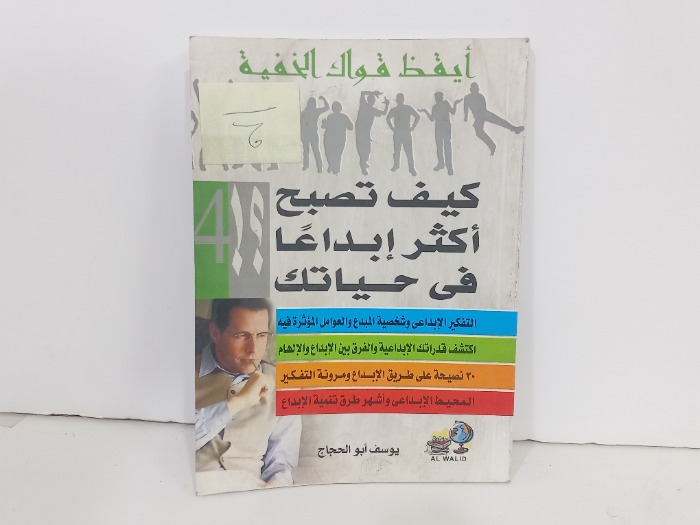 أيقظ قواك الخفية
كيف تصبح
أكثر إبداعًا
فى حياتك
4
التفكير الإبداعى وشخصية المبدع والعوامل المؤثرة فيه
اكتشف قدراتك الإبداعية والفرق بين الإبداع والإلهام
٣٠ نصيحة على طريق الإبداع ومرونة التفكير
المحيط الإبداعى وأشهر طرق تنمية الإبداع
يوسف أبو الحجاج
AL WALID